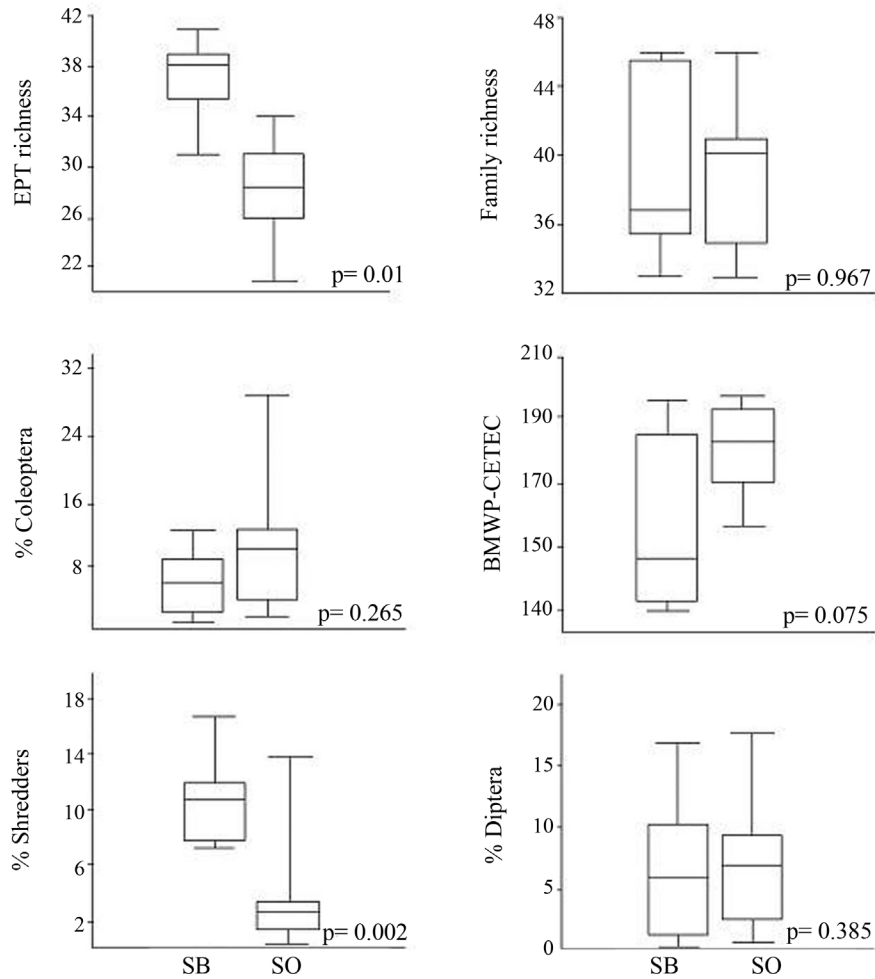 EPT richness
42
38
34
30
26
22
p= 0.01
Family richness
48
44
40
36
32
p= 0.967
% Coleoptera
32
24
16
8
p= 0.265
BMWP-CETEC
210
190
170
150
140
p= 0.075
% Shredders
18
14
10
6
2
p= 0.002
SB SO
% Diptera
20
15
10
5
0
p= 0.385
SB SO